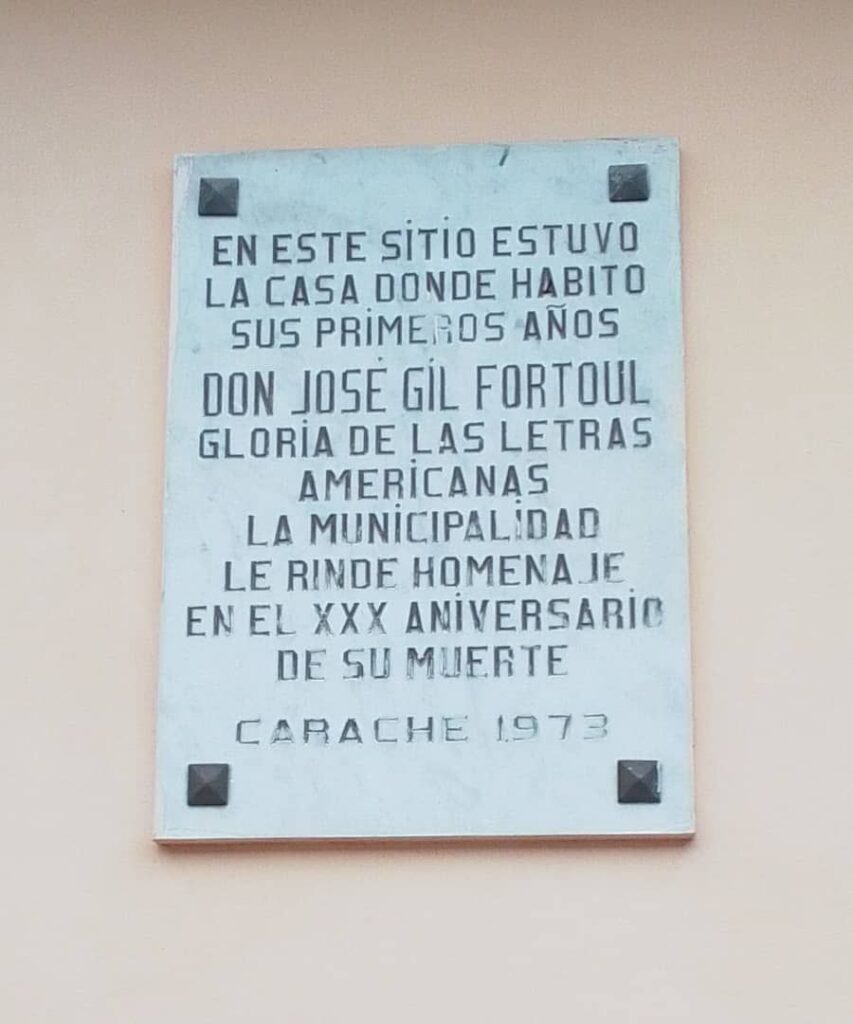 EN ESTE SiTiO ESTUVO
LA CASA DONDE HABITO
SUS PRiMEROS AÑOS
DON JOSÉ GiL FORTOUL
GLORiA DE LAS LETRAS
AMERiCANAS
LA MUNiCiPALiDAD
LE RINDE HOMENAJE
EN EL XXX ANiVERSARiO
DE SU MUERTE
CARACHE 1973